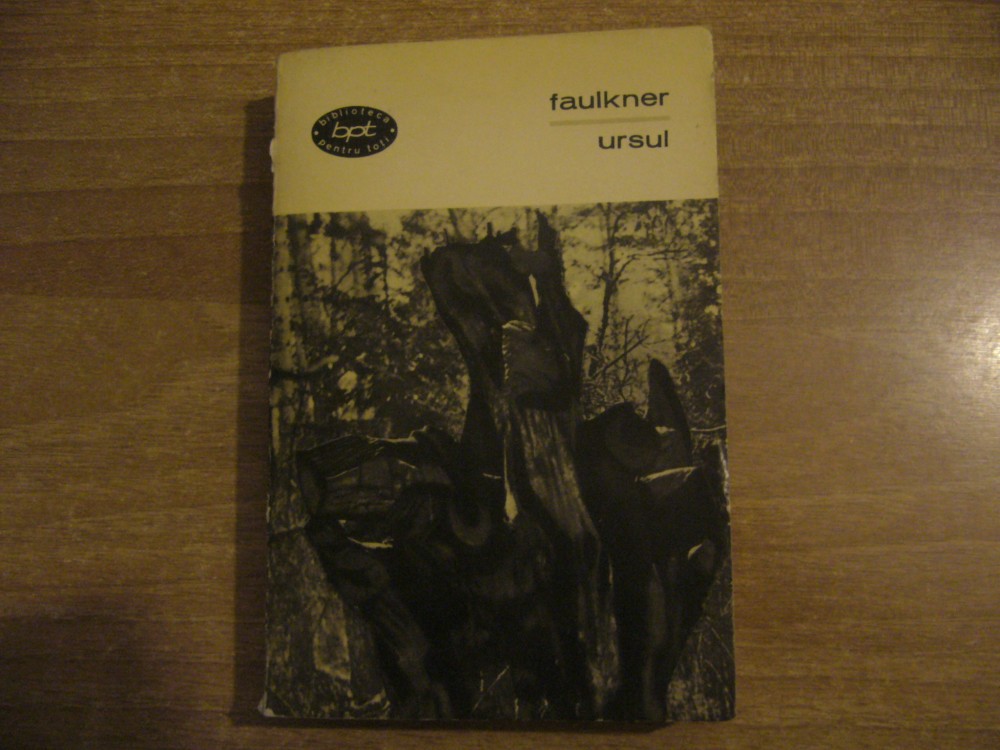 biblioteca
bpt
pentru toți
faulkner
ursul